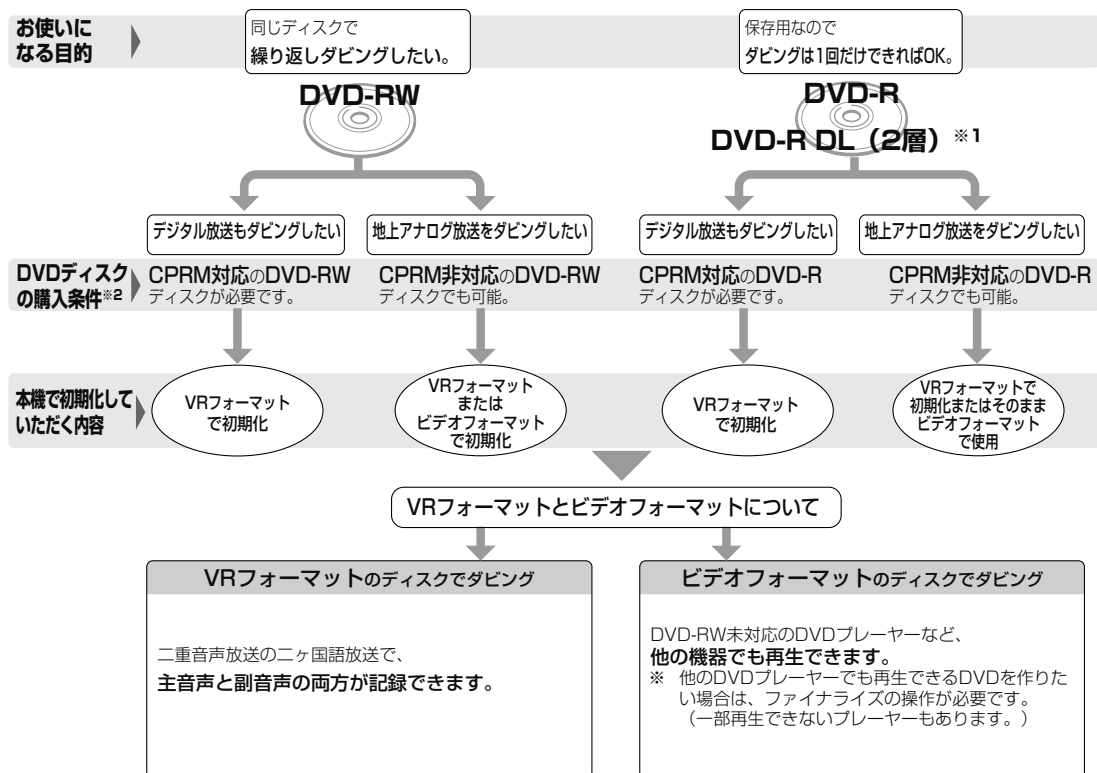 お使いに
なる目的
同じディスクで
繰り返しダビングしたい。
保存用なので
ダビングは1回だけできればOK。
DVD-RW
DVD-R
DVD-R DL（2層）※1
デジタル放送もダビングしたい
地上アナログ放送をダビングしたい
デジタル放送もダビングしたい
地上アナログ放送をダビングしたい
DVDディスク
の購入条件※2
CPRM対応のDVD-RW
ディスクが必要です。
CPRM非対応のDVD-RW
ディスクでも可能。
CPRM対応のDVD-R
ディスクが必要です。
CPRM非対応のDVD-R
ディスクでも可能。
本機で初期化して
いただく内容
VRフォーマット
で初期化
VRフォーマット
または
ビデオフォーマット
で初期化
VRフォーマット
で初期化
VRフォーマットで
初期化またはそのまま
ビデオフォーマット
で使用
VRフォーマットとビデオフォーマットについて
VRフォーマットのディスクでダビング
二重音声放送の二ヶ国語放送で、
主音声と副音声の両方が記録できます。
ビデオフォーマットのディスクでダビング
DVD-RW未対応のDVDプレーヤーなど、
他の機器でも再生できます。
※ 他のDVDプレーヤーでも再生できるDVDを作りた
い場合は、ファイナライズの操作が必要です。
（一部再生できないプレーヤーもあります。）